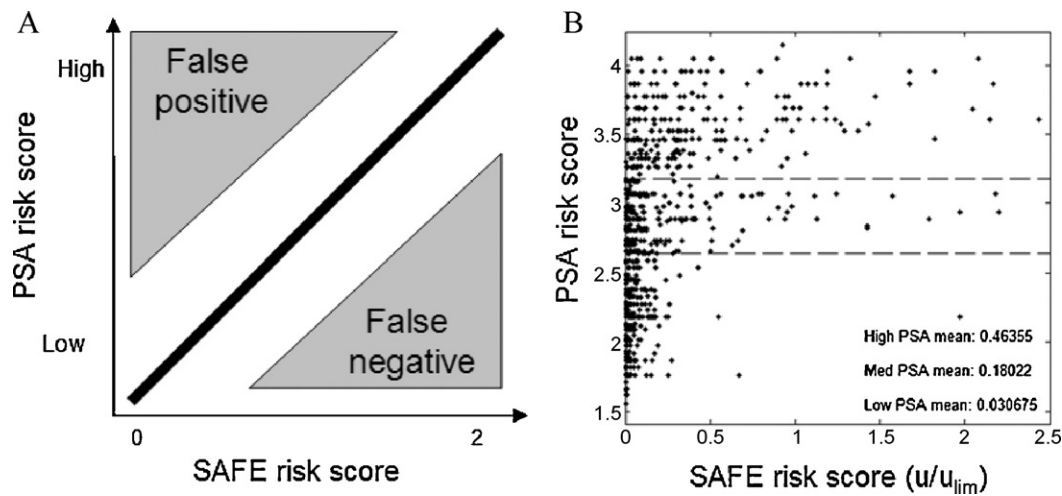 A
High
False
positive
PSA risk score
Low
False
negative
0
2
SAFE risk score
B
4
3.5
3
2.5
2
1.5
PSA risk score
High PSA mean: 0.46355
Med PSA mean: 0.18022
Low PSA mean: 0.030675
0
0.5
1
1.5
2
2.5
SAFE risk score (u/ulim)